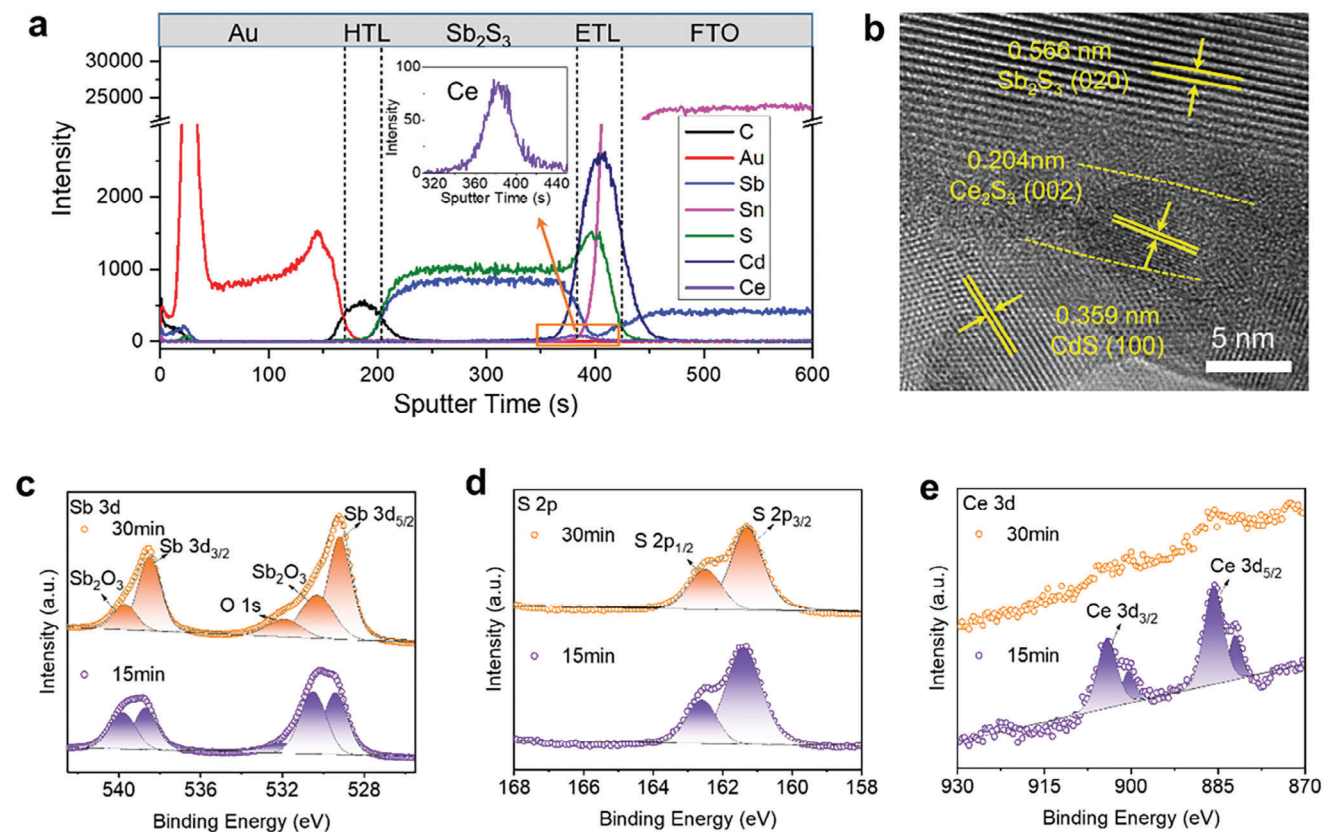 a
Au HTL Sb₂S₃ ETL FTO
30000
25000
2000
1000
0
Intensity
0 100 200 300 400 500 600
Sputter Time (s)
Ce
100
50
0
Intensity
320 360 400 440
Sputter Time (s)
C
Au
Sb
Sn
S
Cd
Ce
b
0.566 nm
Sb₂S₃ (020)
0.204nm
Ce₂S₃ (002)
0.359 nm
CdS (100)
5 nm
c
Sb 3d
30min
Sb 3d₃/₂
Sb₂O₃
O 1s
Sb₂O₃
Sb 3d₅/₂
15min
Intensity (a.u.)
540 536 532 528
Binding Energy (eV)
d
S 2p
30min
S 2p₁/₂
S 2p₃/₂
15min
Intensity (a.u.)
168 166 164 162 160 158
Binding Energy (eV)
e
Ce 3d
30min
Ce 3d₅/₂
Ce 3d₃/₂
15min
Intensity (a.u.)
930 915 900 885 870
Binding Energy (eV)